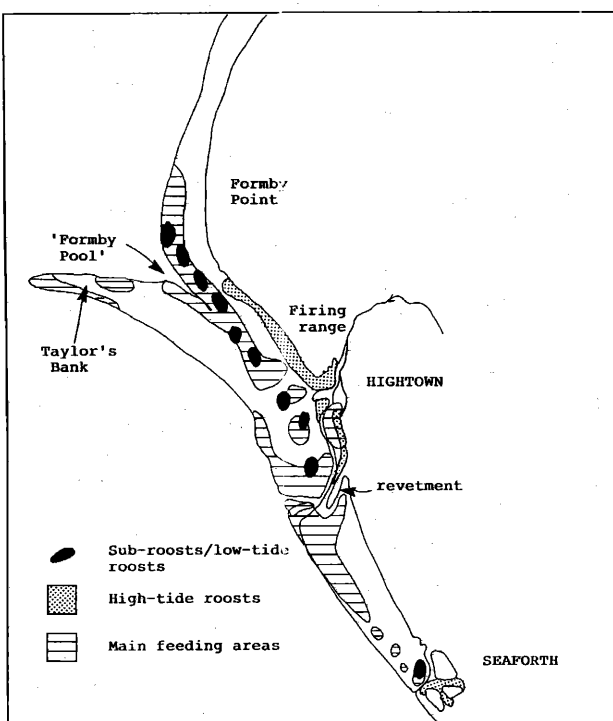 Formby
Point
'Formby
Pool'
Firing
range
Taylor's
Bank
HIGHTOWN
revetment
Sub-roosts/low-tide
roosts
High-tide roosts
Main feeding areas
SEAFORTH